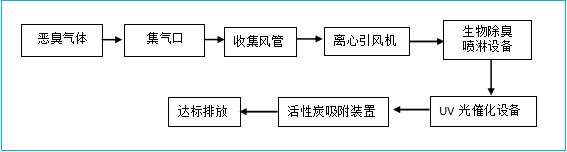 恶臭气体
集气口
收集风管
离心引风机
生物除臭
喷淋设备
UV 光催化设备
活性炭吸附装置
达标排放